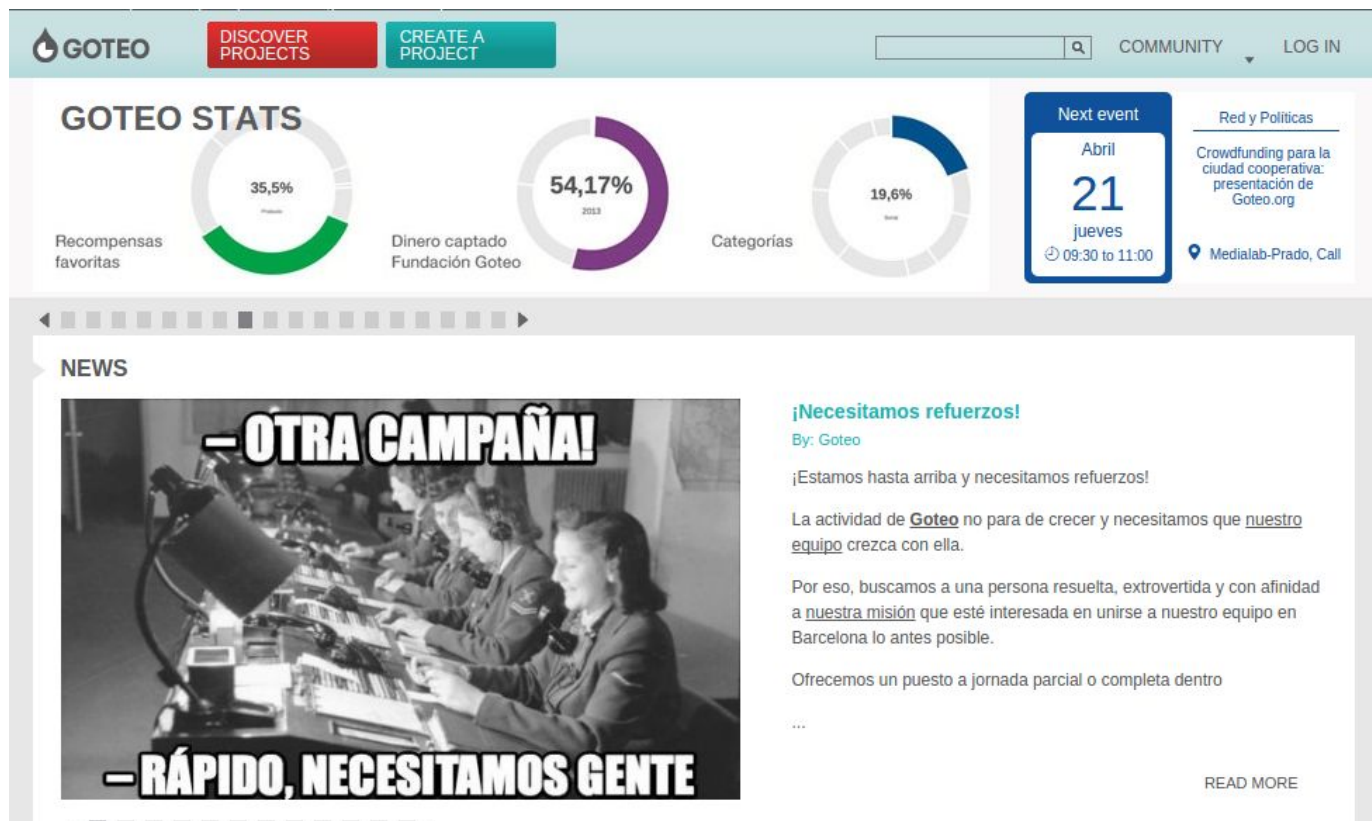 GOTEO
DISCOVER
PROJECTS
CREATE A
PROJECT
COMMUNITY
LOG IN
GOTEO STATS
35,5%
Producto
Recompensas
favoritas
54,17%
2013
Dinero captado
Fundación Goteo
19,6%
Social
Categorías
Next event
Abril
21
jueves
09:30 to 11:00
Red y Políticas
Crowdfunding para la
ciudad cooperativa:
presentación de
Goteo.org
Medialab-Prado, Call
NEWS
– OTRA CAMPAÑA!
– RÁPIDO, NECESITAMOS GENTE
¡Necesitamos refuerzos!
By: Goteo
¡Estamos hasta arriba y necesitamos refuerzos!
La actividad de Goteo no para de crecer y necesitamos que nuestro
equipo crezca con ella.
Por eso, buscamos a una persona resuelta, extrovertida y con afinidad
a nuestra misión que esté interesada en unirse a nuestro equipo en
Barcelona lo antes posible.
Ofrecemos un puesto a jornada parcial o completa dentro
...
READ MORE